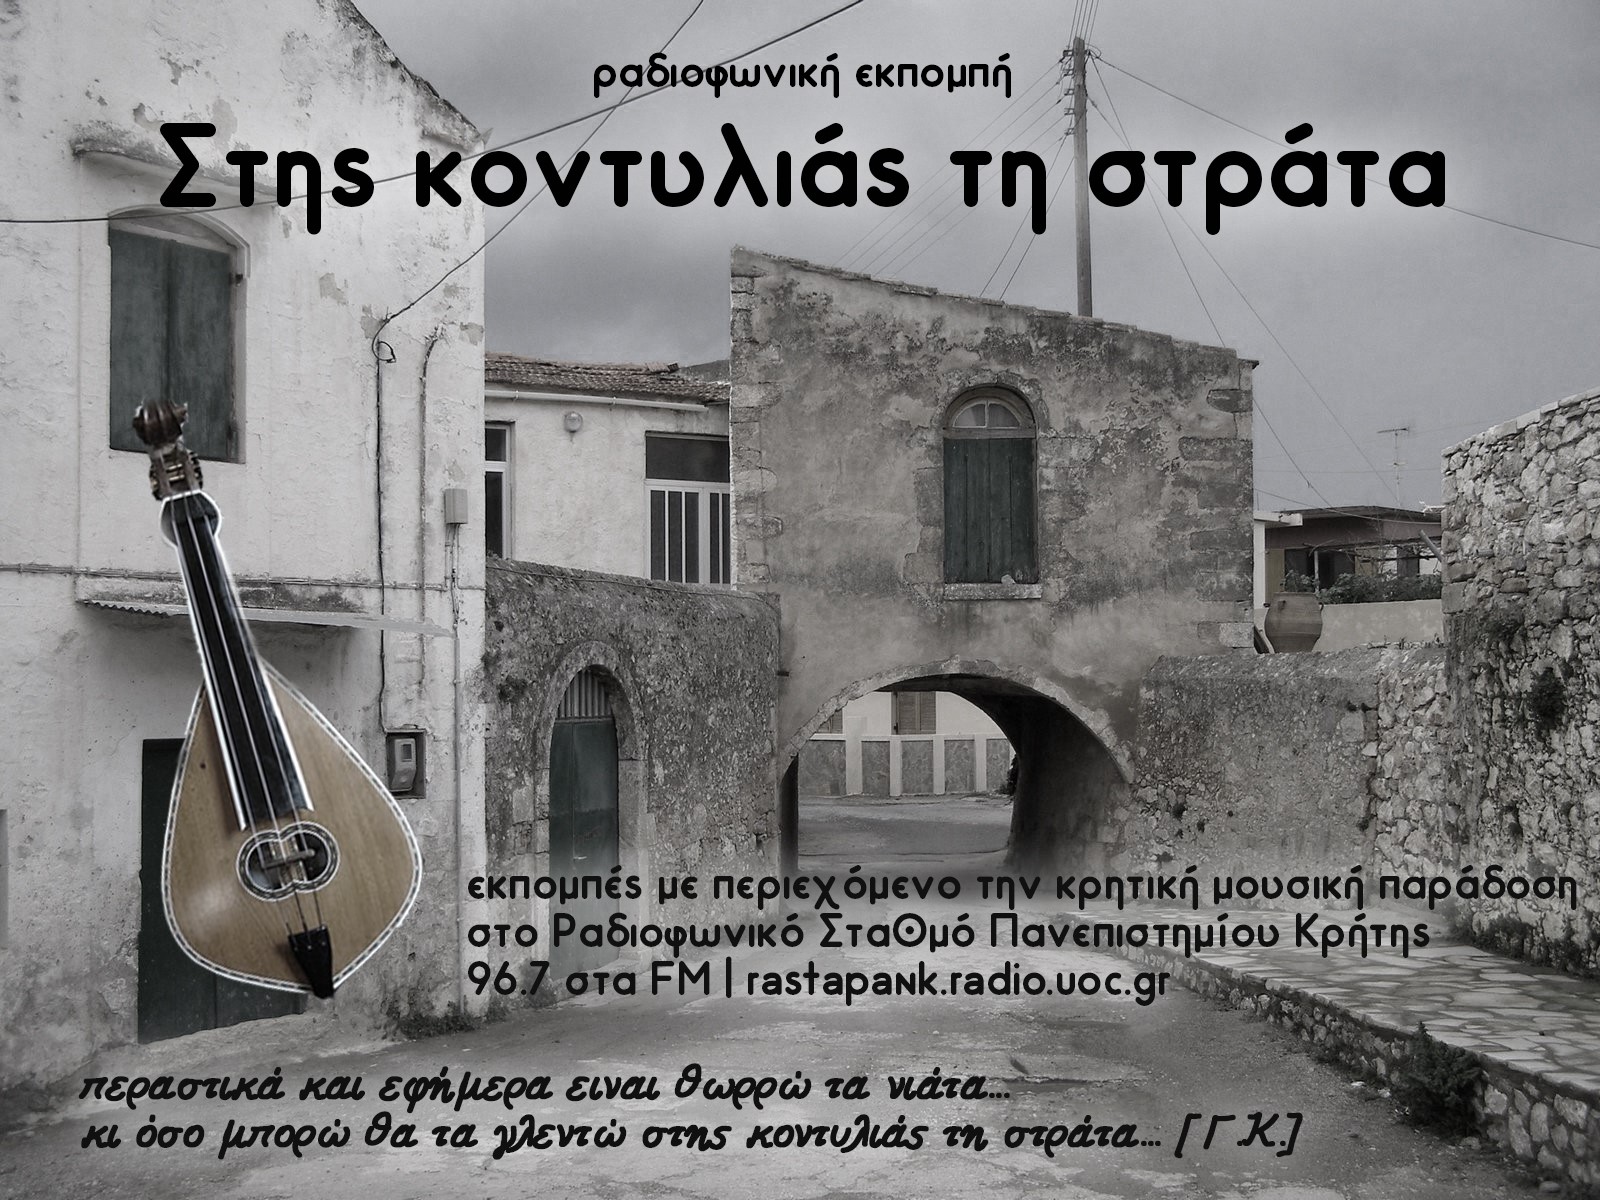 ραδιοφωνική εκπομπή
Στης κοντυλιάς τη στράτα
εκπομπές με περιεχόμενο την κρητική μουσική παράδοση
στο Ραδιοφωνικό Σταθμό Πανεπιστημίου Κρήτης
96.7 στα FM | rastapank.radio.uoc.gr
περαστικά και εφήμερα ειναι θωρρώ τα νιάτα...
κι όσο μπορώ θα τα γλεντώ στης κοντυλιάς τη στράτα... [Γ.Κ.]